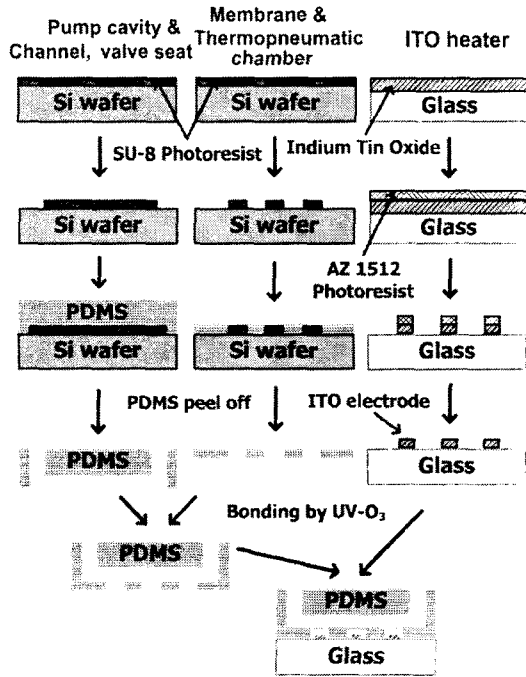 Pump cavity &
Channel, valve seat
Membrane &
Thermopneumatic
chamber
ITO heater
Si wafer
Si wafer
Glass
SU-8 Photoresist
Indium Tin Oxide
Si wafer
Si wafer
Glass
AZ 1512
Photoresist
PDMS
Si wafer
Si wafer
Glass
PDMS peel off
ITO electrode
PDMS
Glass
Bonding by UV-O₃
PDMS
PDMS
Glass